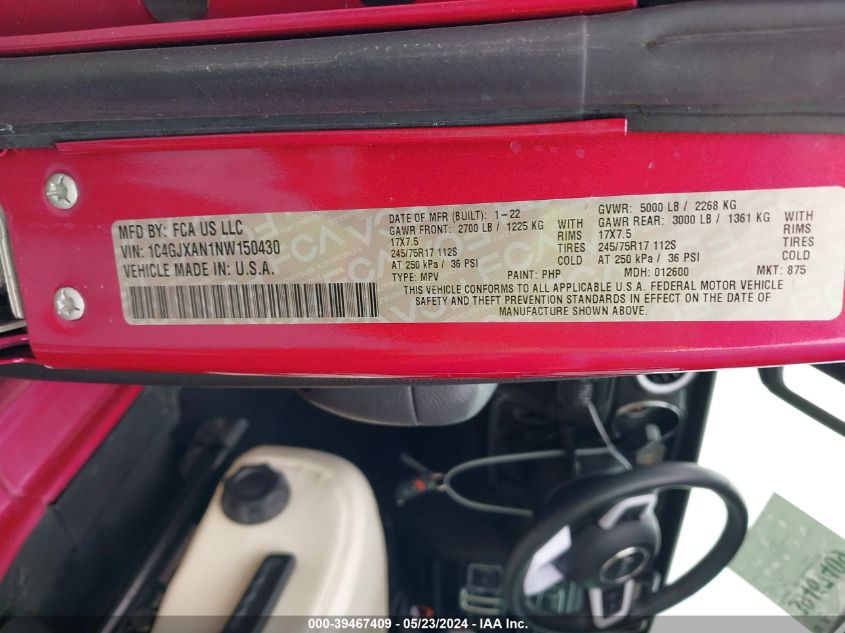 MFD BY: FCA US LLC
VIN: 1C4GJXAN1NW150430
VEHICLE MADE IN U.S.A.
DATE OF MFR (BUILT): 1-22
GAWR FRONT: 2700 LB / 1225 KG WITH
17X7.5 RIMS
245/75R17 112S TIRES
AT 250 kPa / 36 PSI COLD
GVWR: 5000 LB / 2268 KG
GAWR REAR: 3000 LB / 1361 KG WITH
17X7.5 RIMS
245/75R17 112S TIRES
AT 250 kPa / 36 PSI COLD
TYPE: MPV PAINT: PHP MDH: 012600 MKT: 875
THIS VEHICLE CONFORMS TO ALL APPLICABLE U.S.A. FEDERAL MOTOR VEHICLE
SAFETY AND THEFT PREVENTION STANDARDS IN EFFECT ON THE DATE OF
MANUFACTURE SHOWN ABOVE.
000-39467409 - 05/23/2024 - IAA Inc.